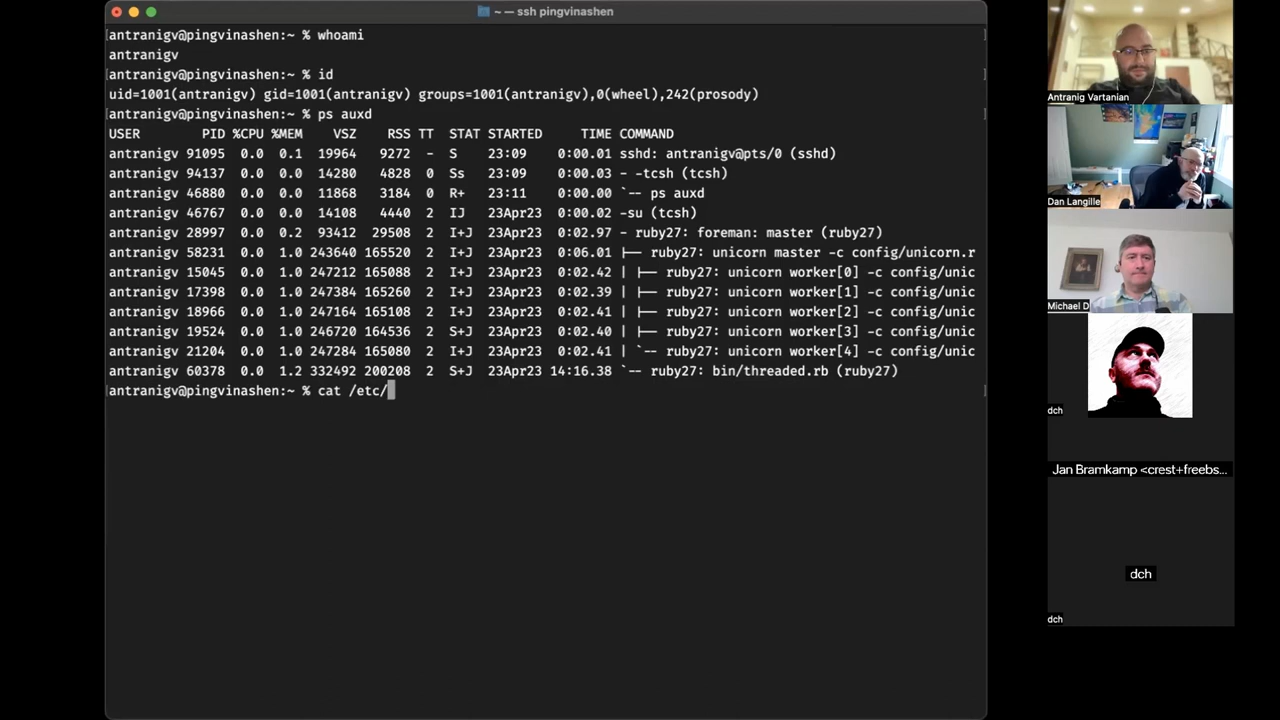 ~ — ssh pingvinashen
antranigv@pingvinashen:~ % whoami
antranigv
antranigv@pingvinashen:~ % id
uid=1001(antranigv) gid=1001(antranigv) groups=1001(antranigv),0(wheel),242(prosody)
antranigv@pingvinashen:~ % ps auxd
USER PID %CPU %MEM VSZ RSS TT STAT STARTED TIME COMMAND
antranigv 91095 0.0 0.1 19964 9272 - S 23:09 0:00.01 sshd: antranigv@pts/0 (sshd)
antranigv 94137 0.0 0.0 14280 4828 0 Ss 23:09 0:00.03 - -tcsh (tcsh)
antranigv 46880 0.0 0.0 11868 3184 0 R+ 23:11 0:00.00 `-- ps auxd
antranigv 46767 0.0 0.0 14108 4440 2 IJ 23Apr23 0:00.02 -su (tcsh)
antranigv 28997 0.0 0.2 93412 29508 2 I+J 23Apr23 0:02.97 - ruby27: foreman: master (ruby27)
antranigv 58231 0.0 1.0 243640 165520 2 I+J 23Apr23 0:06.01 ├── ruby27: unicorn master -c config/unicorn.r
antranigv 15045 0.0 1.0 247212 165088 2 I+J 23Apr23 0:02.42 | ├── ruby27: unicorn worker[0] -c config/unic
antranigv 17398 0.0 1.0 247384 165260 2 I+J 23Apr23 0:02.39 | ├── ruby27: unicorn worker[1] -c config/unic
antranigv 18966 0.0 1.0 247164 165108 2 I+J 23Apr23 0:02.41 | ├── ruby27: unicorn worker[2] -c config/unic
antranigv 19524 0.0 1.0 246720 164536 2 S+J 23Apr23 0:02.40 | ├── ruby27: unicorn worker[3] -c config/unic
antranigv 21204 0.0 1.0 247284 165080 2 I+J 23Apr23 0:02.41 | `-- ruby27: unicorn worker[4] -c config/unic
antranigv 60378 0.0 1.2 332492 200208 2 S+J 23Apr23 14:16.38 `-- ruby27: bin/threaded.rb (ruby27)
antranigv@pingvinashen:~ % cat /etc/
Antranig Vartanian
Dan Langille
Michael D
dch
Jan Bramkamp <crest+freebs...
dch
dch